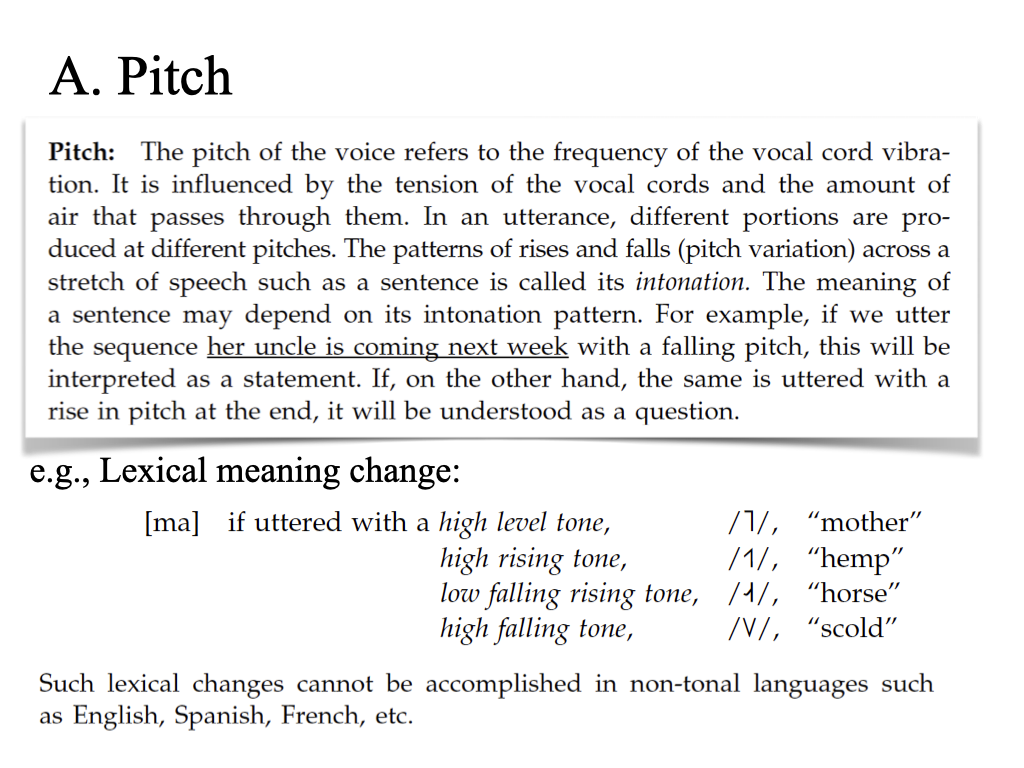 A. Pitch
Pitch: The pitch of the voice refers to the frequency of the vocal cord vibra-
tion. It is influenced by the tension of the vocal cords and the amount of
air that passes through them. In an utterance, different portions are pro-
duced at different pitches. The patterns of rises and falls (pitch variation) across a
stretch of speech such as a sentence is called its intonation. The meaning of
a sentence may depend on its intonation pattern. For example, if we utter
the sequence her uncle is coming next week with a falling pitch, this will be
interpreted as a statement. If, on the other hand, the same is uttered with a
rise in pitch at the end, it will be understood as a question.
e.g., Lexical meaning change:
[ma] if uttered with a high level tone, /˥/, “mother”
high rising tone, /↿/, “hemp”
low falling rising tone, / /, “horse”
high falling tone, /V/, “scold”
Such lexical changes cannot be accomplished in non-tonal languages such
as English, Spanish, French, etc.